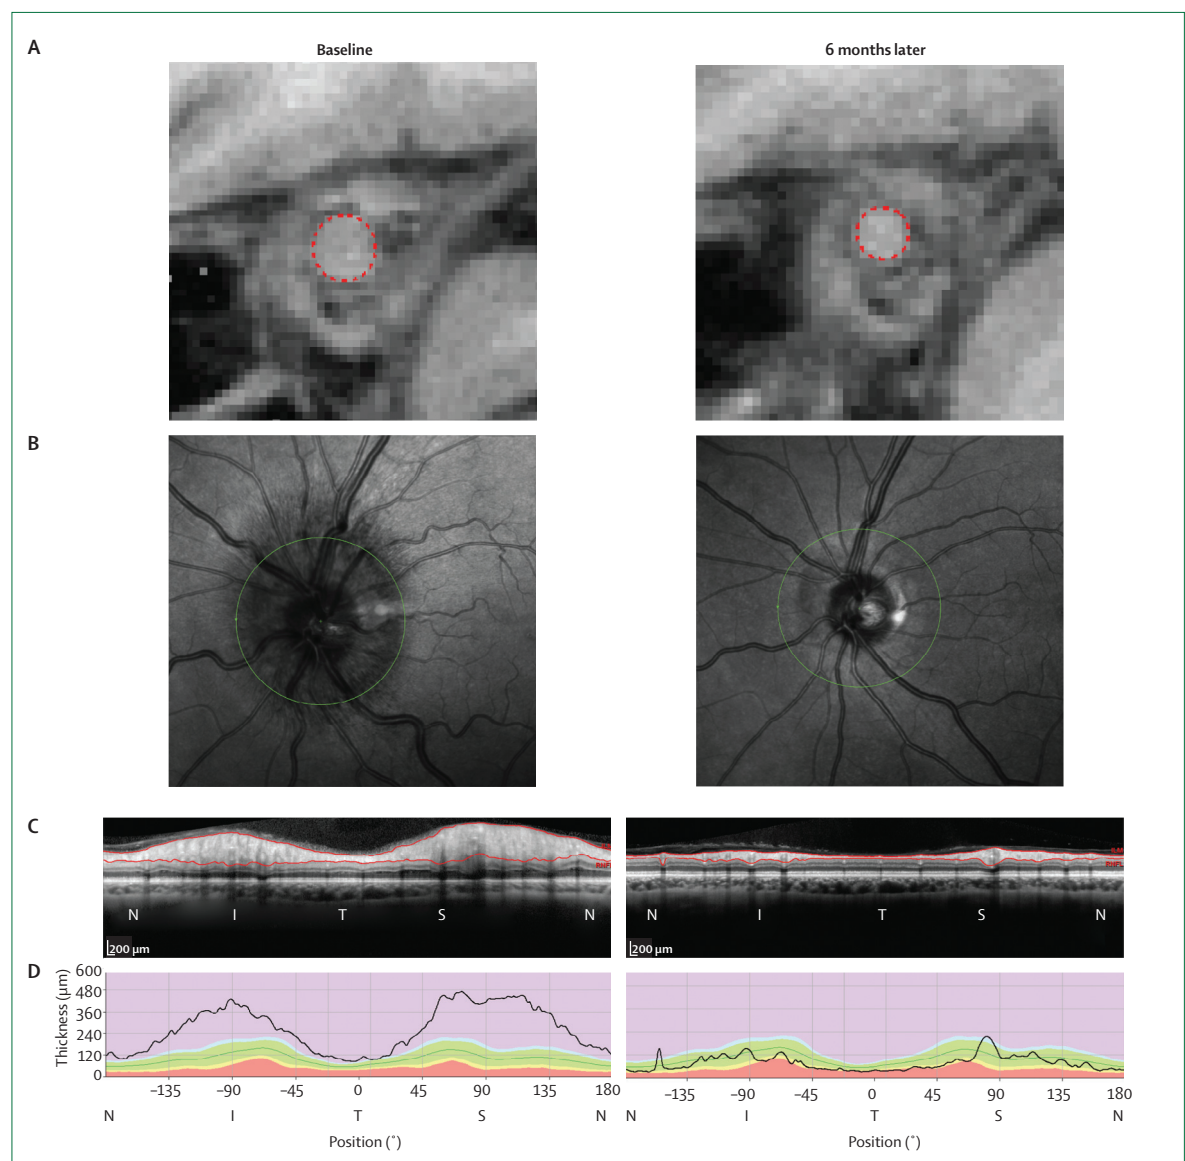 A
Baseline
6 months later
B
C
N I T S N
200 µm
RNFL
N I T S N
200 µm
D
Thickness (µm)
600
480
360
240
120
0
−135 −90 −45 0 45 90 135 180
N I T S N
Position (˚)
−135 −90 −45 0 45 90 135 180
N I T S N
Position (˚)